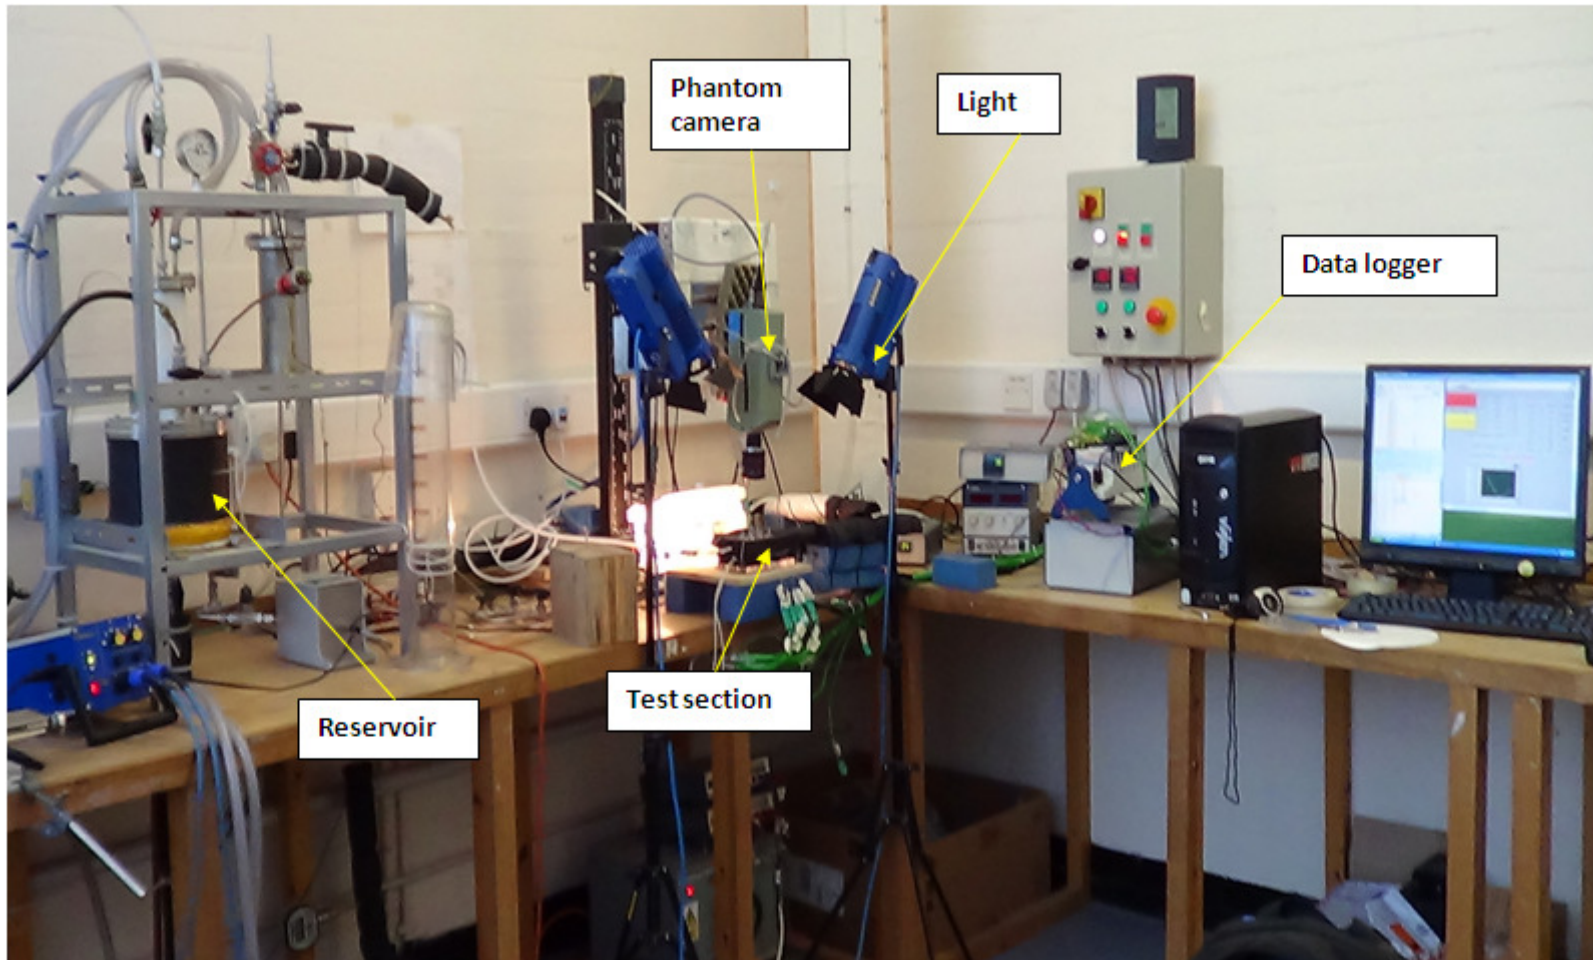 Phantom
camera
Light
Data logger
Test section
Reservoir